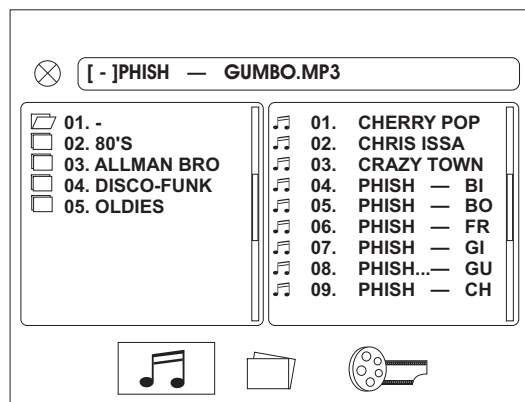 [ - ]PHISH — GUMBO.MP3
01. -
02. 80'S
03. ALLMAN BRO
04. DISCO-FUNK
05. OLDIES
01. CHERRY POP
02. CHRIS ISSA
03. CRAZY TOWN
04. PHISH — BI
05. PHISH — BO
06. PHISH — FR
07. PHISH — GI
08. PHISH...— GU
09. PHISH — CH